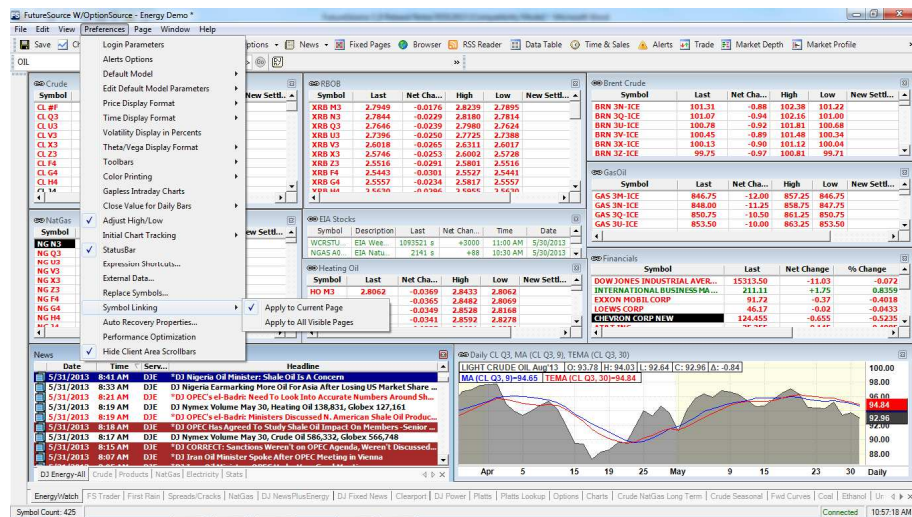 FutureSource W/OptionSource - Energy Demo *
File Edit View Preferences Page Window Help
Save Ch ptions News Fixed Pages Browser RSS Reader Data Table Time & Sales Alerts Trade Market Depth Market Profile
OIL
Login Parameters
Alerts Options
Default Model
Edit Default Model Parameters
Price Display Format
Time Display Format
Volatility Display in Percents
Theta/Vega Display Format
Toolbars
Color Printing
Gapless Intraday Charts
Close Value for Daily Bars
Adjust High/Low
Initial Chart Tracking
StatusBar
Expression Shortcuts...
External Data...
Replace Symbols...
Symbol Linking
Auto Recovery Properties...
Performance Optimization
Hide Client Area Scrollbars
Apply to Current Page
Apply to All Visible Pages
Crude
Symbol New Settl...
CL #F
CL Q3
CL U3
CL V3
CL X3
CL Z3
CL F4
CL G4
CL H4
RBOB
Symbol Last Net Cha... High Low New Settl...
XRB M3 2.7949 -0.0176 2.8239 2.7895
XRB N3 2.7844 -0.0229 2.8180 2.7814
XRB Q3 2.7646 -0.0239 2.7980 2.7624
XRB U3 2.7396 -0.0250 2.7725 2.7388
XRB V3 2.6018 -0.0265 2.6311 2.6017
XRB X3 2.5746 -0.0253 2.6002 2.5728
XRB Z3 2.5516 -0.0291 2.5801 2.5516
XRB F4 2.5443 -0.0301 2.5527 2.5441
XRB G4 2.5557 -0.0234 2.5817 2.5557
Brent Crude
Symbol Last Net Cha... High Low New Settl...
BRN 3N-ICE 101.31 -0.88 102.38 101.22
BRN 3Q-ICE 101.07 -0.94 102.16 101.00
BRN 3U-ICE 100.78 -0.92 101.81 100.68
BRN 3V-ICE 100.45 -0.89 101.48 100.34
BRN 3X-ICE 100.13 -0.90 101.12 100.04
BRN 3Z-ICE 99.75 -0.97 100.81 99.71
GasOil
Symbol Last Net Cha... High Low New Settl...
GAS 3M-ICE 846.75 -12.00 857.25 846.75
GAS 3N-ICE 848.00 -11.25 858.75 847.75
GAS 3Q-ICE 850.75 -10.50 861.25 850.75
GAS 3U-ICE 853.50 -10.00 863.25 853.50
NatGas
Symbol ew Settl...
NG N3
NG Q3
NG U3
NG V3
NG X3
NG Z3
NG F4
NG G4
NG H4
EIA Stocks
Symbol Description Last Net Chan... Time Date
WCRSTU... EIA Wee... 1093521 s +3000 11:00 AM 5/30/2013
NGAS A0... EIA Natu... 2141 s +88 10:30 AM 5/30/2013
Heating Oil
Symbol Last Net Cha... High Low New Settl...
HO M3 2.8062 -0.0369 2.8433 2.8062
-0.0365 2.8482 2.8069
-0.0349 2.8528 2.8168
-0.0341 2.8592 2.8278
Financials
Symbol Last Net Change % Change
DOW JONES INDUSTRIAL AVER... 15313.50 -11.03 -0.072
INTERNATIONAL BUSINESS MA... 211.11 +1.75 0.8359
EXXON MOBIL CORP 91.72 -0.37 -0.4018
LOEWS CORP 46.17 -0.02 -0.0433
CHEVRON CORP NEW 124.455 -0.655 -0.5235
News
Date Time Serv... Headline
5/31/2013 8:41 AM DJE *DJ Nigeria Oil Minister: Shale Oil Is A Concern
5/31/2013 8:33 AM DJE DJ Nigeria Earmarking More Oil For Asia After Losing US Market Share ...
5/31/2013 8:21 AM DJE *DJ OPEC's el-Badri: Need To Look Into Accurate Numbers Around Sh...
5/31/2013 8:19 AM DJE DJ Nymex Volume May 30, Heating Oil 138,831, Globex 127,161
5/31/2013 8:19 AM DJE *DJ OPEC's el-Badri: Ministers Discussed N. American Shale Oil Produc...
5/31/2013 8:18 AM DJE *DJ OPEC Has Agreed To Study Shale Oil Impact On Members -Senior ...
5/31/2013 8:17 AM DJE DJ Nymex Volume May 30, Crude Oil 586,332, Globex 566,748
5/31/2013 8:15 AM DJE *DJ CORRECT: Sanctions Weren't on OPEC Agenda, Weren't Discussed...
5/31/2013 8:07 AM DJE *DJ Iran Oil Minister Spoke After OPEC Meeting in Vienna
DJ Energy-All Crude Products NatGas Electricity Stats
Daily CL Q3, MA (CL Q3, 9), TEMA (CL Q3, 30)
LIGHT CRUDE OIL Aug'13 O: 93.78 H: 94.03 L: 92.64 C: 92.96 Δ: -0.84
MA (CL Q3, 9)=94.65 TEMA (CL Q3, 30)=94.84
100.00
98.00
96.00
94.84
92.96
90.00
88.00
Apr 5 15 19 25 May 9 15 23 30 Daily
EnergyWatch FS Trader First Rain Spreads/Cracks NatGas DJ NewsPlusEnergy DJ Fixed News Clearport DJ Power Platts Platts Lookup Options Charts Crude NatGas Long Term Crude Seasonal Fwd Curves Coal Ethanol Ur
Symbol Count: 425 Connected 10:57:18 AM